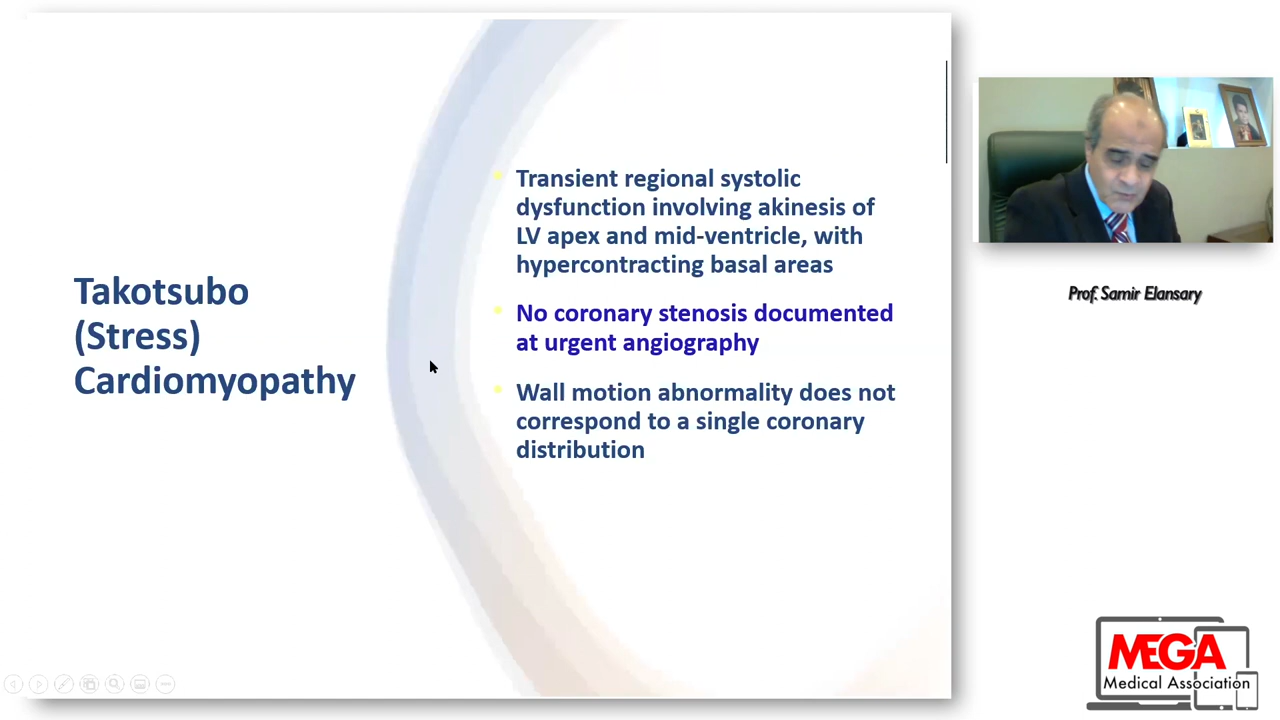 Takotsubo
(Stress)
Cardiomyopathy
Transient regional systolic
dysfunction involving akinesis of
LV apex and mid-ventricle, with
hypercontracting basal areas
No coronary stenosis documented
at urgent angiography
Wall motion abnormality does not
correspond to a single coronary
distribution
Prof. Samir Elansary
MEGA
Medical Association